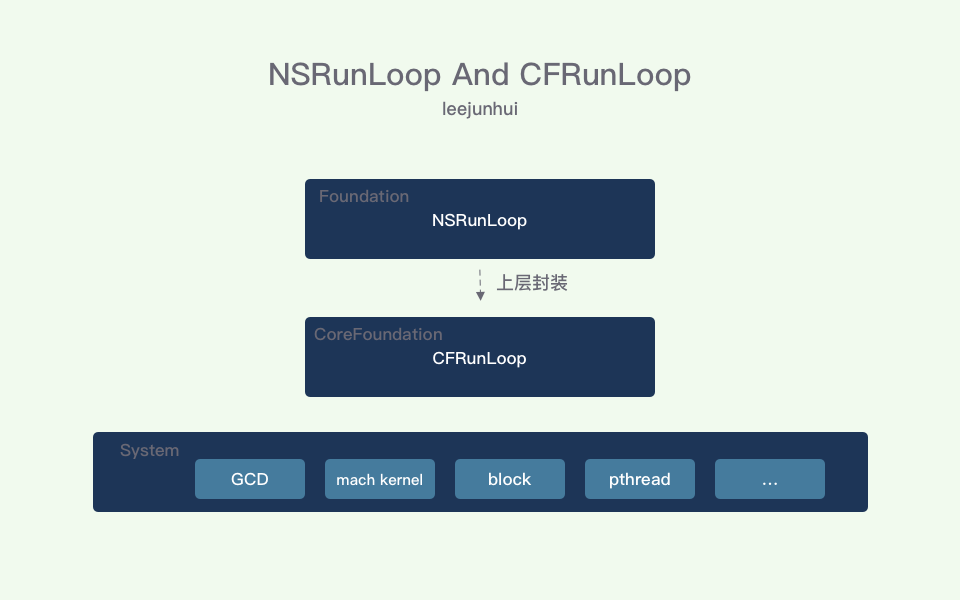 NSRunLoop And CFRunLoop
leejunhui
Foundation
NSRunLoop
上层封装
CoreFoundation
CFRunLoop
System
GCD
mach kernel
block
pthread
...